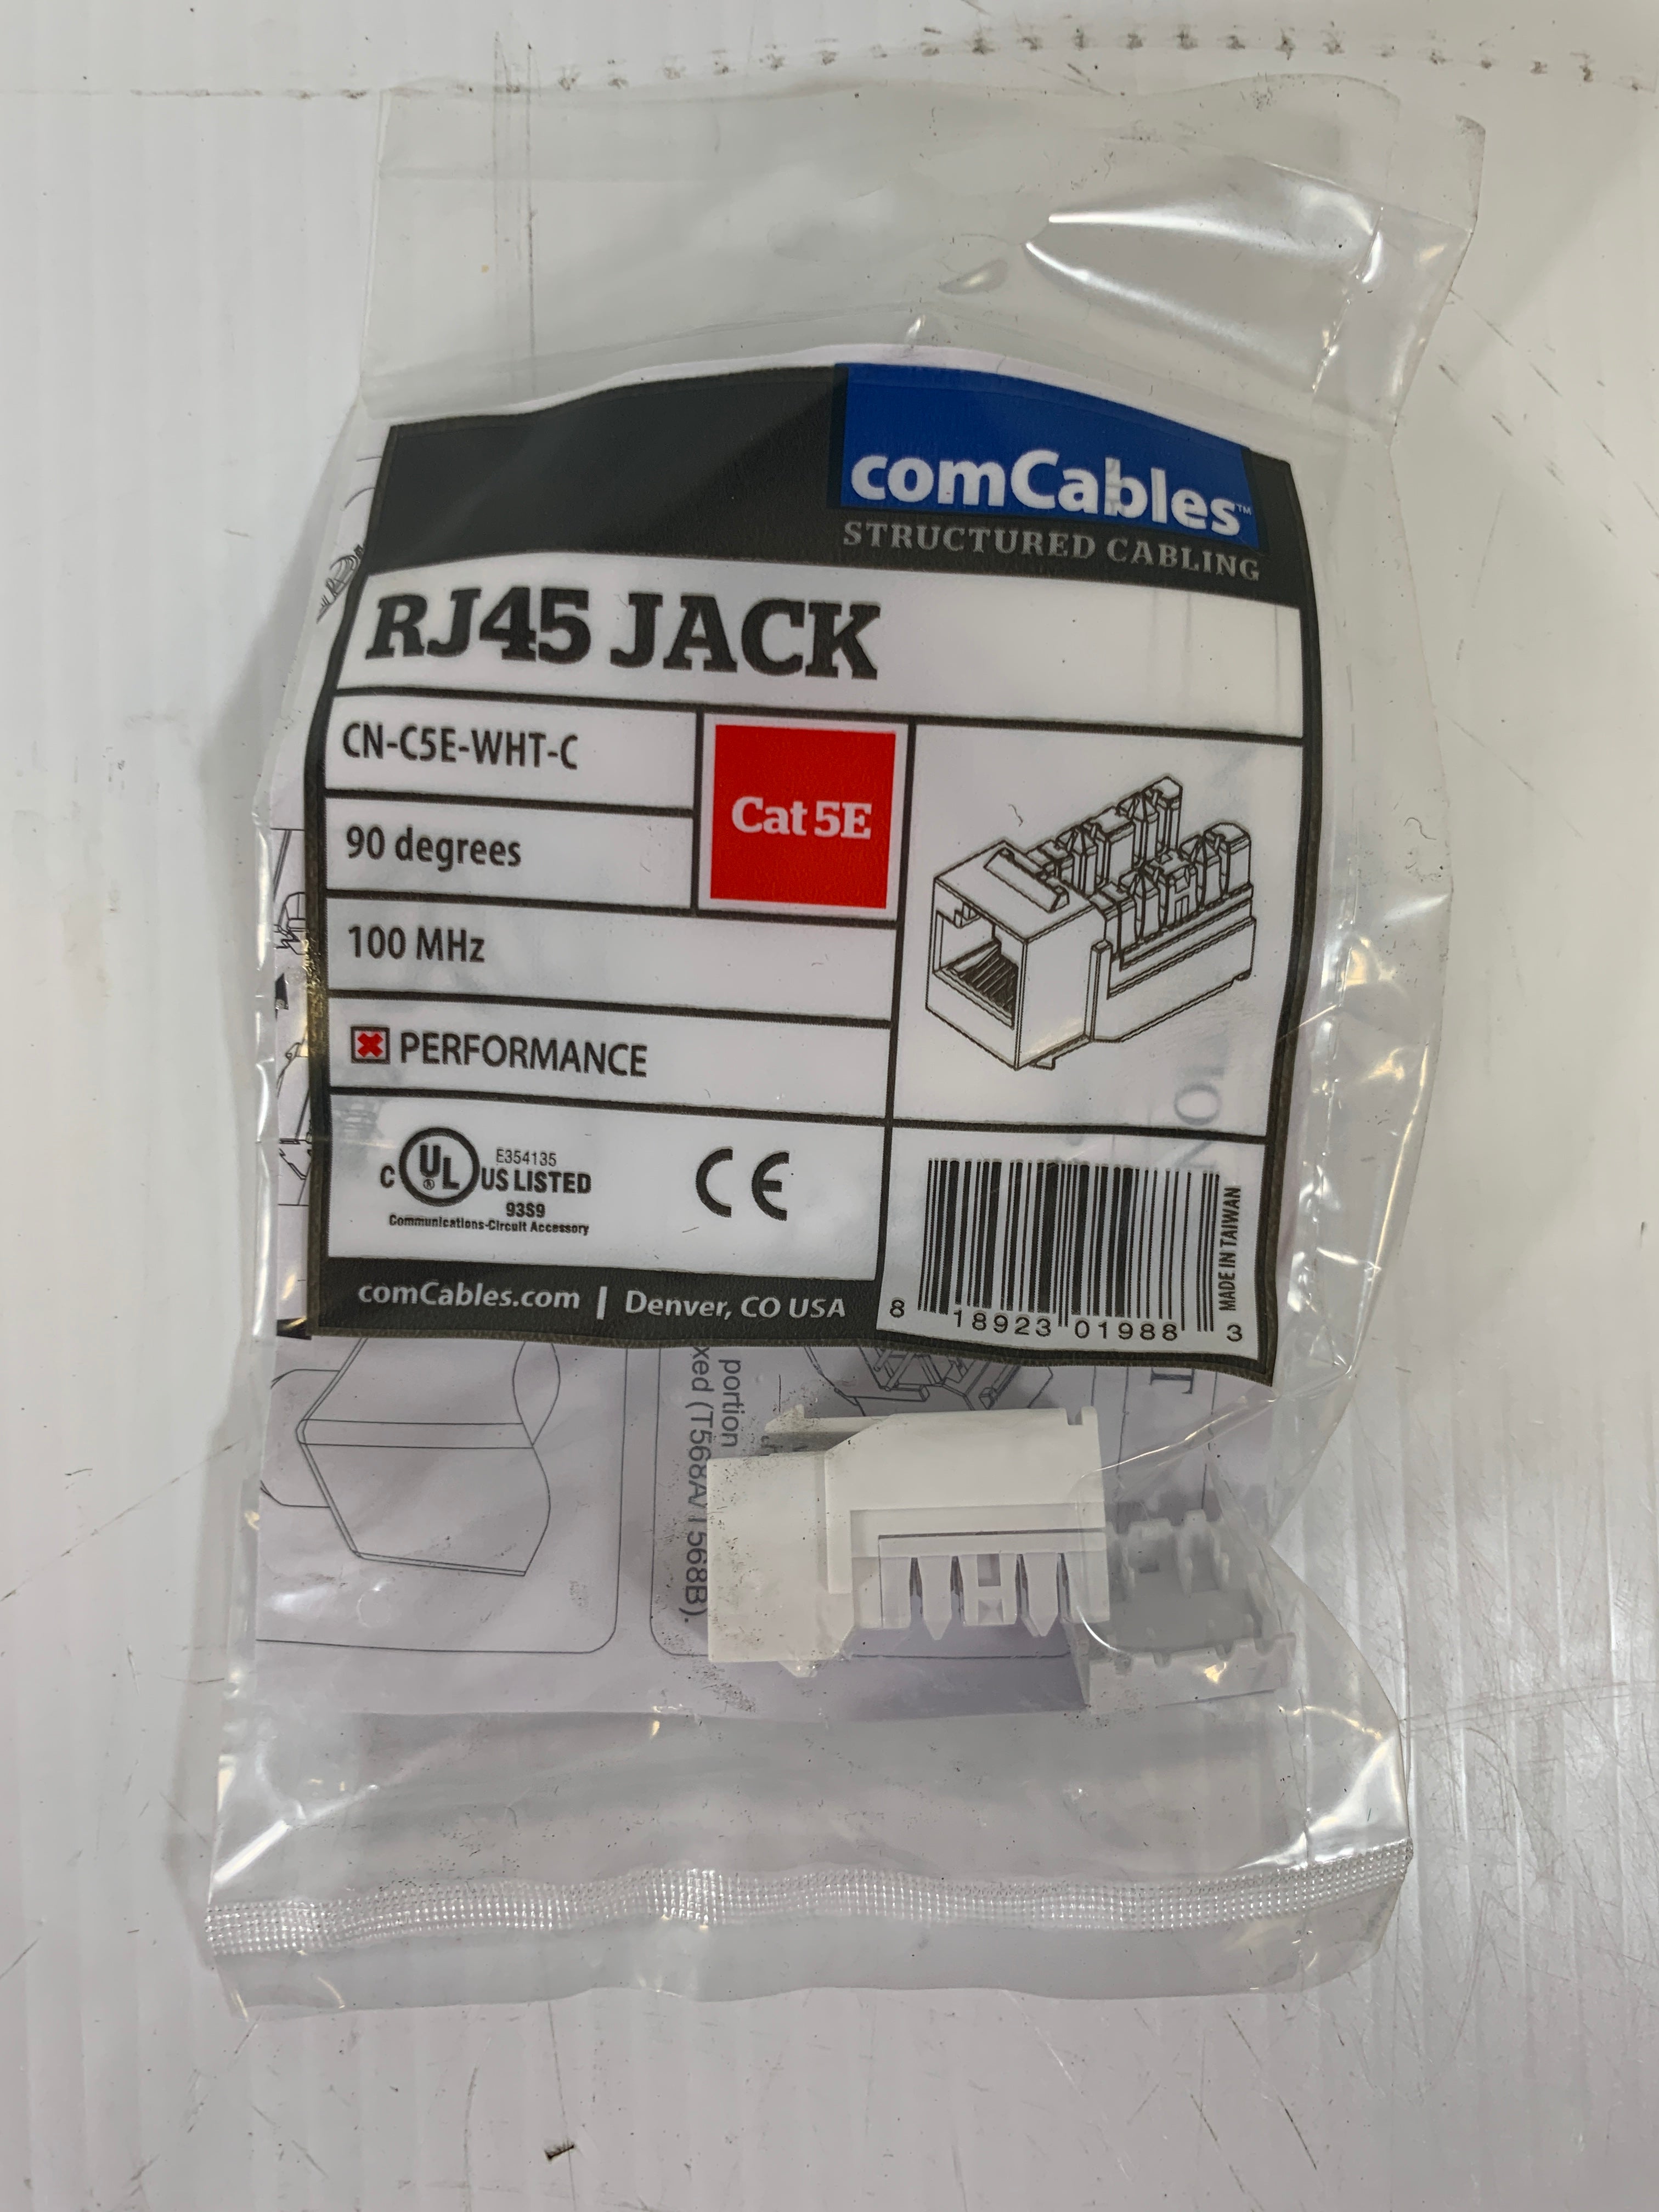 comCables™
STRUCTURED CABLING
RJ45 JACK
CN-C5E-WHT-C
Cat 5E
90 degrees
100 MHz
PERFORMANCE
C UL® US LISTED
E354135
93S9
Communications-Circuit Accessory
CE
MADE IN TAIWAN
8 18923 01988 3
comCables.com | Denver, CO USA
portion
xed (T568A/T568B).